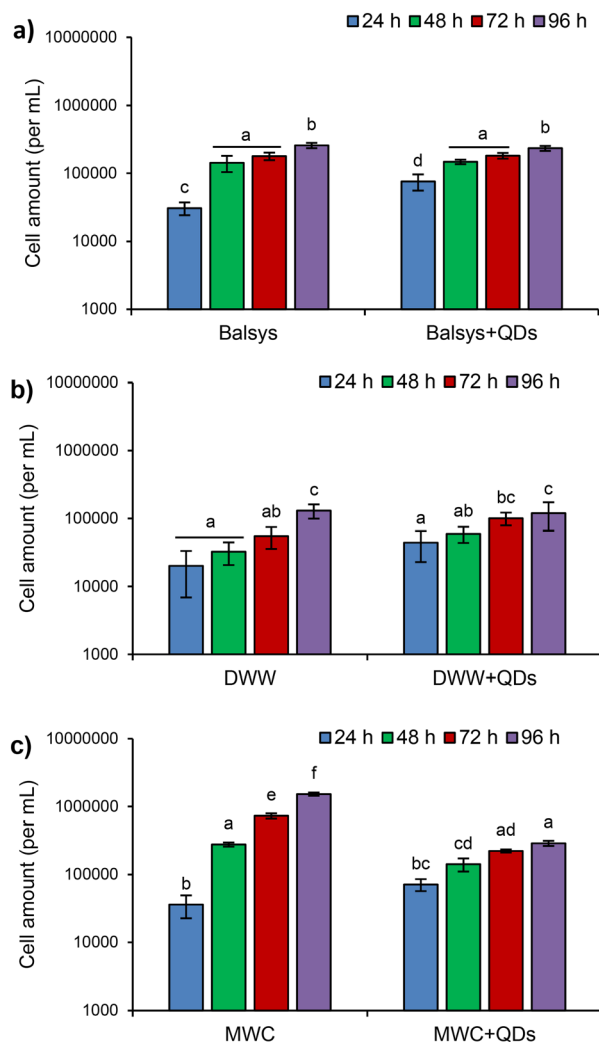 a)
24 h 48 h 72 h 96 h
10000000
1000000
100000
10000
1000
Cell amount (per mL)
c a b d a b
Balsys Balsys+QDs
b)
24 h 48 h 72 h 96 h
10000000
1000000
100000
10000
1000
Cell amount (per mL)
a ab c a ab bc c
DWW DWW+QDs
c)
24 h 48 h 72 h 96 h
10000000
1000000
100000
10000
1000
Cell amount (per mL)
b a e f bc cd ad a
MWC MWC+QDs